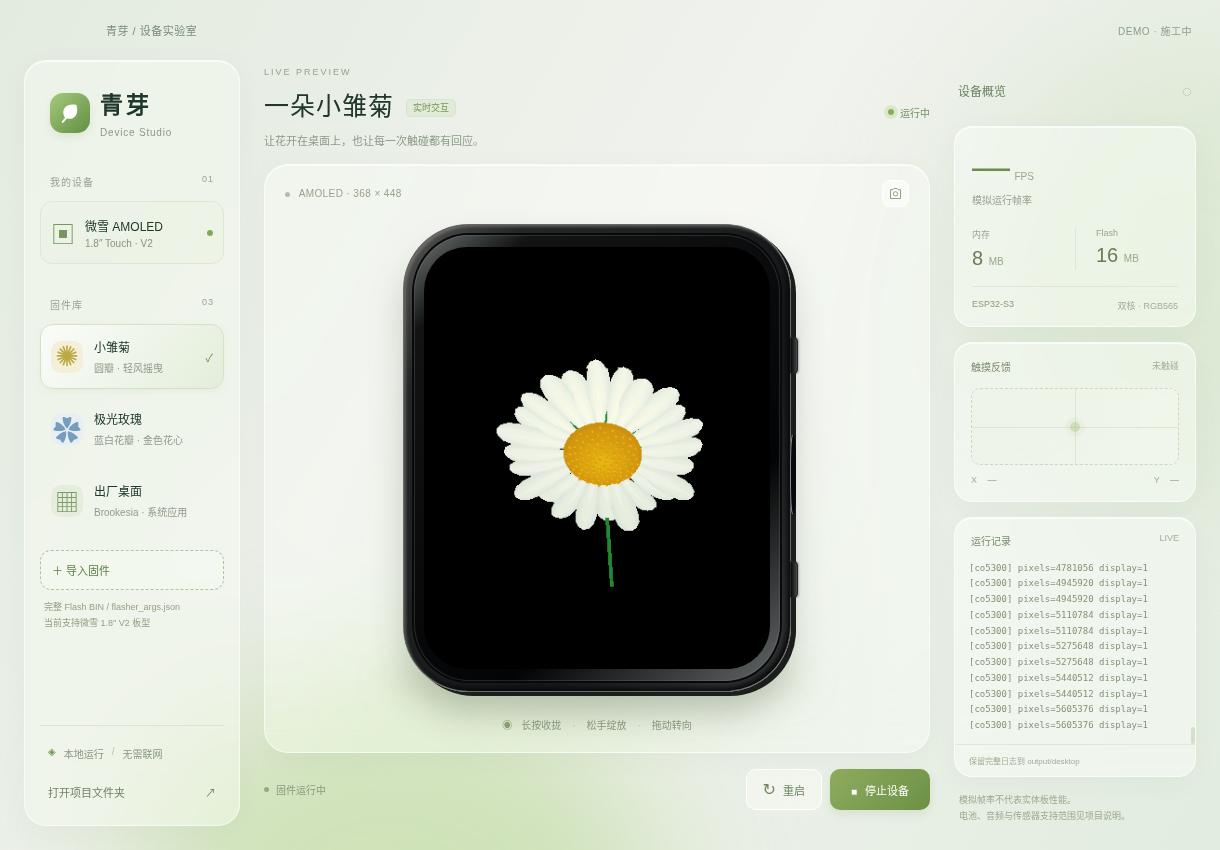 青芽 / 设备实验室
DEMO · 施工中
青芽
Device Studio
我的设备 01
微雪 AMOLED
1.8″ Touch · V2
固件库 03
小雏菊
圆瓣 · 轻风摇曳
极光玫瑰
蓝白花瓣 · 金色花心
出厂桌面
Brookesia · 系统应用
导入固件
完整 Flash BIN / flasher_args.json
当前支持微雪 1.8″ V2 板型
本地运行 / 无需联网
打开项目文件夹 ↗
LIVE PREVIEW
一朵小雏菊 实时交互
运行中
让花开在桌面上，也让每一次触碰都有回应。
AMOLED · 368 × 448
长按收拢 · 松手绽放 · 拖动转向
固件运行中
重启
停止设备
设备概览
— FPS
模拟运行帧率
内存 Flash
8 MB 16 MB
ESP32-S3 双核 · RGB565
触摸反馈 未触碰
X — Y —
运行记录 LIVE
[co5300] pixels=4781056 display=1
[co5300] pixels=4945920 display=1
[co5300] pixels=4945920 display=1
[co5300] pixels=5110784 display=1
[co5300] pixels=5110784 display=1
[co5300] pixels=5275648 display=1
[co5300] pixels=5275648 display=1
[co5300] pixels=5440512 display=1
[co5300] pixels=5440512 display=1
[co5300] pixels=5605376 display=1
[co5300] pixels=5605376 display=1
保留完整日志到 output/desktop
模拟帧率不代表实体板性能。
电池、音频与传感器支持范围见项目说明。